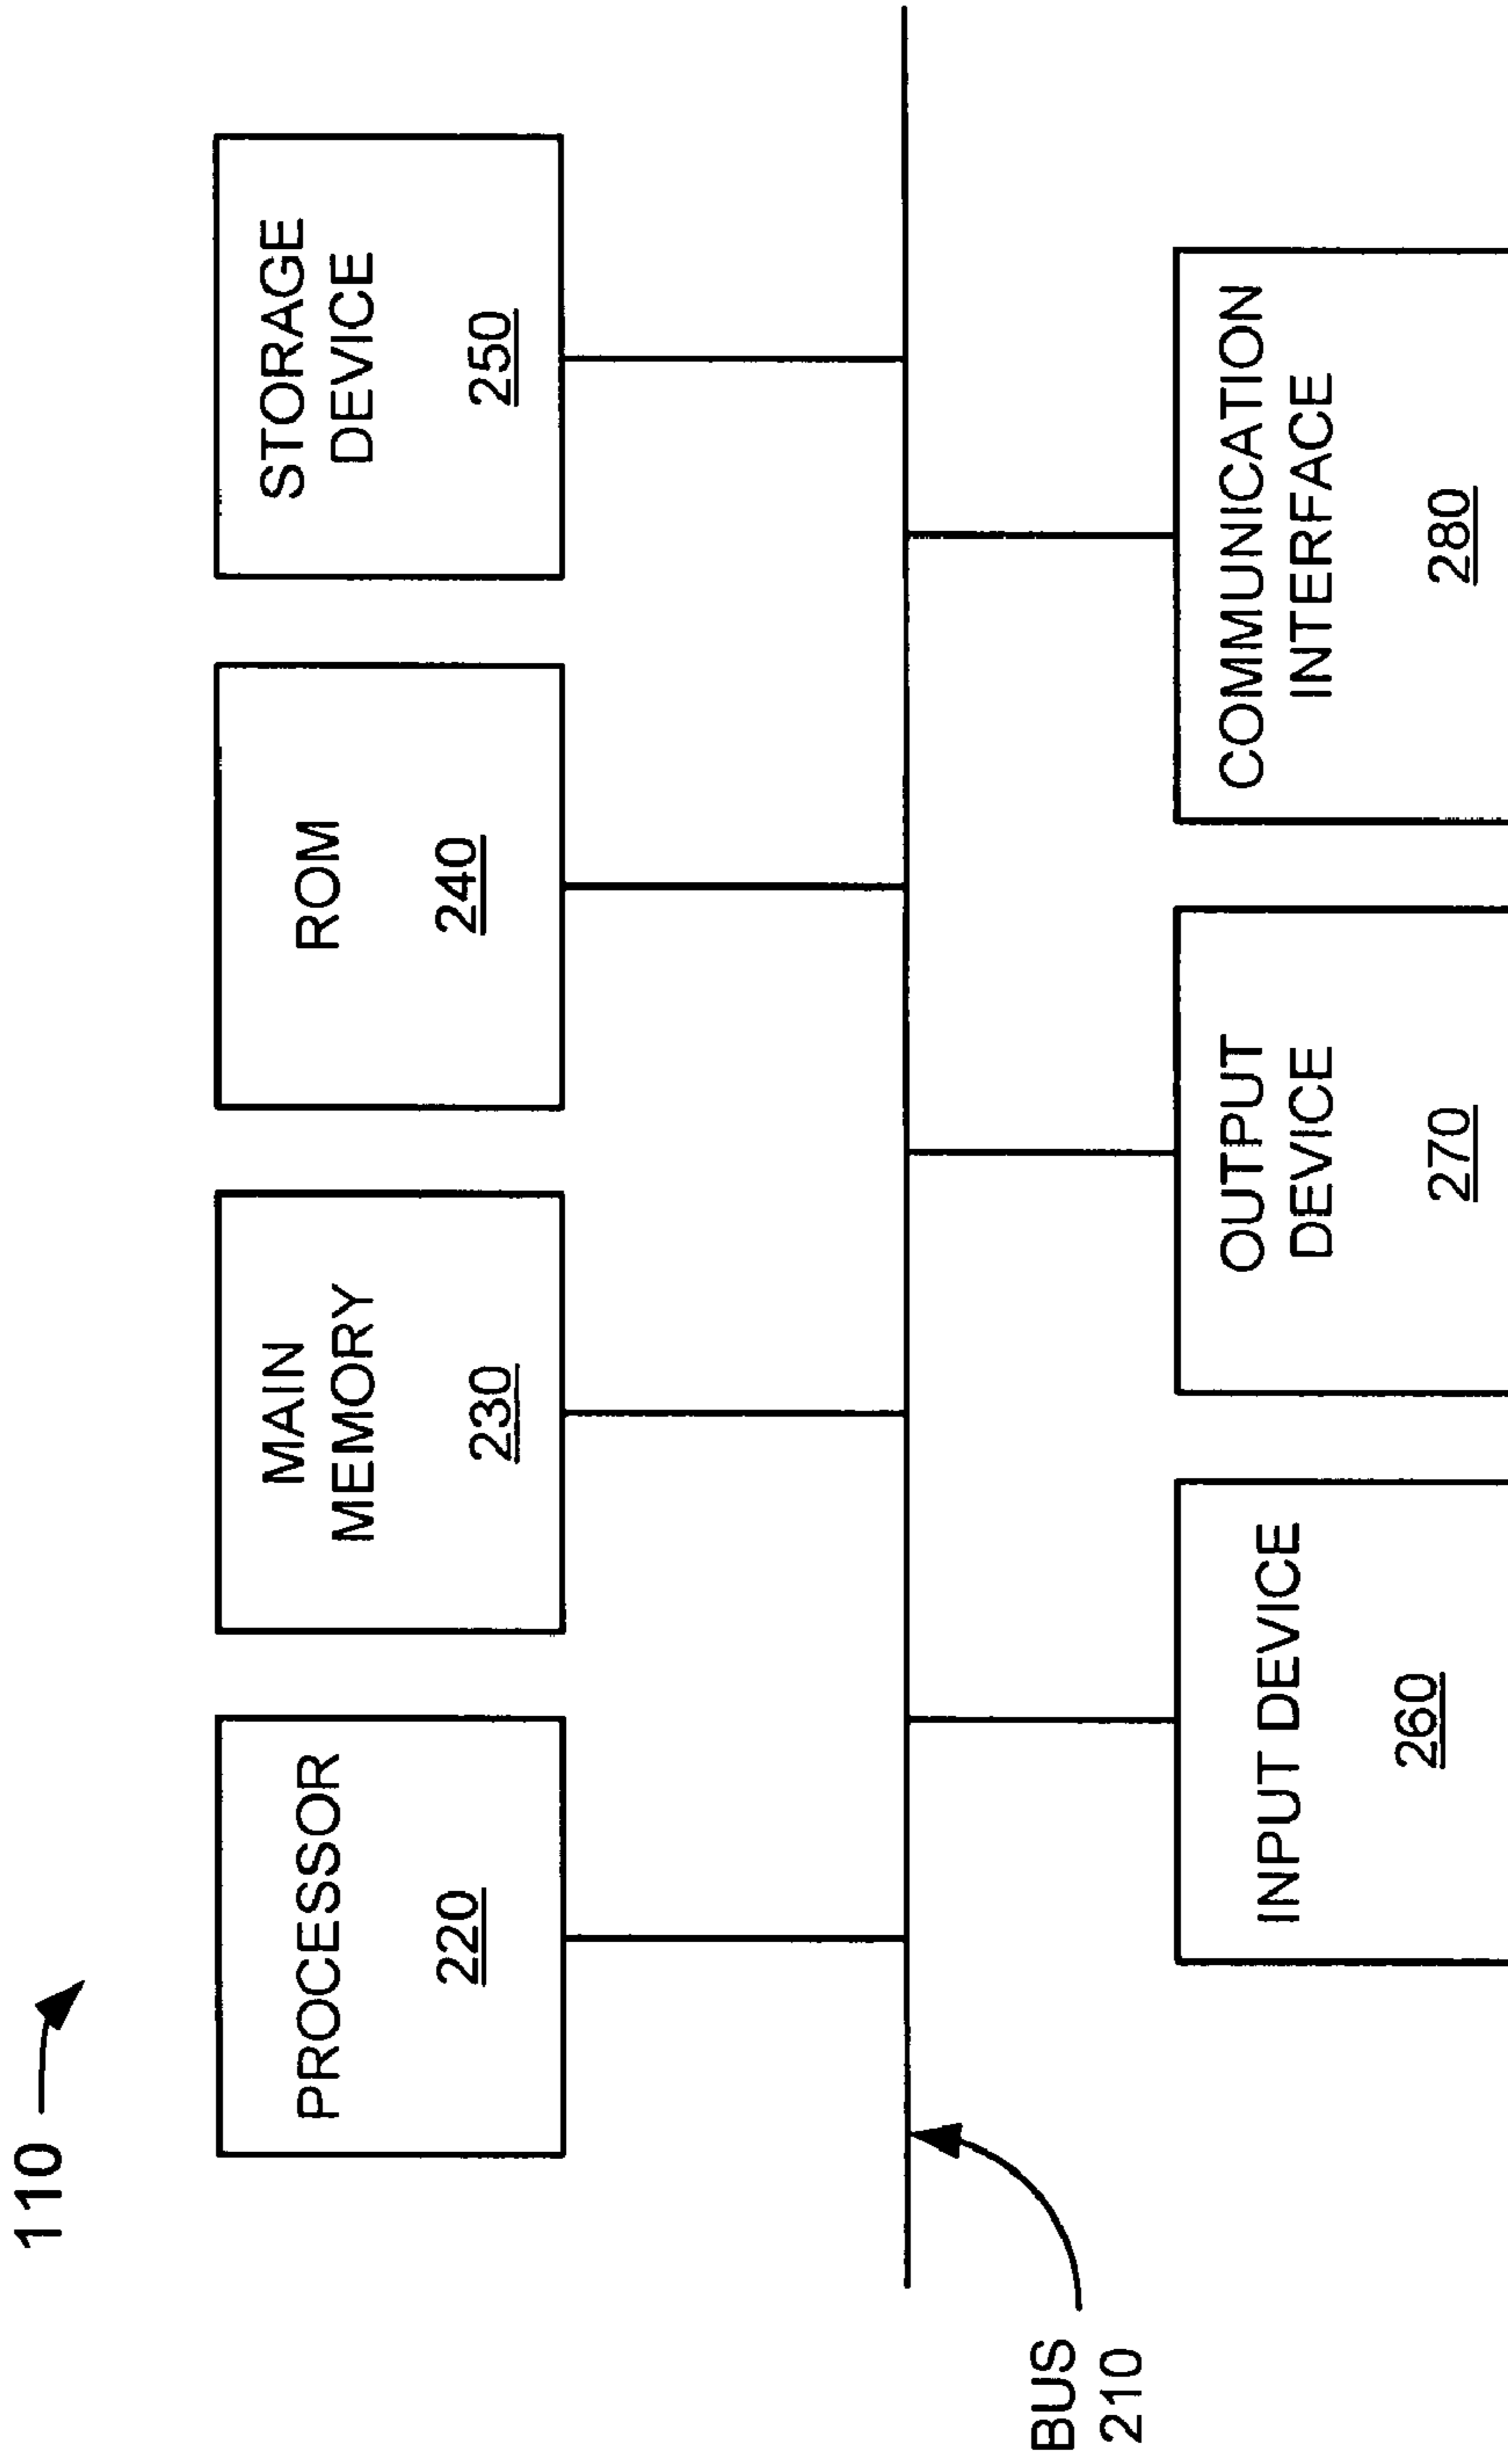 110
PROCESSOR
220
MAIN
MEMORY
230
ROM
240
STORAGE
DEVICE
250
BUS
210
INPUT DEVICE
260
OUTPUT
DEVICE
270
COMMUNICATION
INTERFACE
280